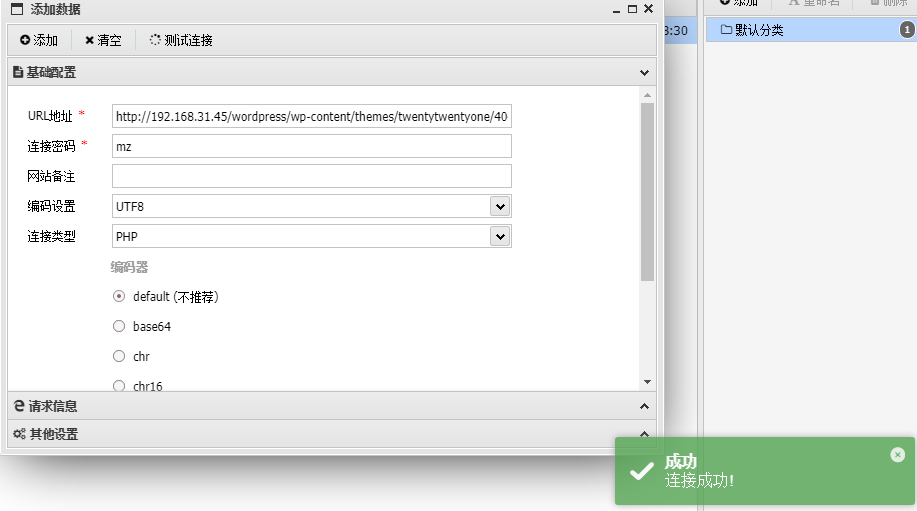 添加数据
添加 清空 测试连接
基础配置
URL地址 * http://192.168.31.45/wordpress/wp-content/themes/twentytwentyone/40
连接密码 * mz
网站备注
编码设置 UTF8
连接类型 PHP
编码器
default (不推荐)
base64
chr
chr16
请求信息
其他设置
3:30
添加 重命名 删除
默认分类 1
成功
连接成功!